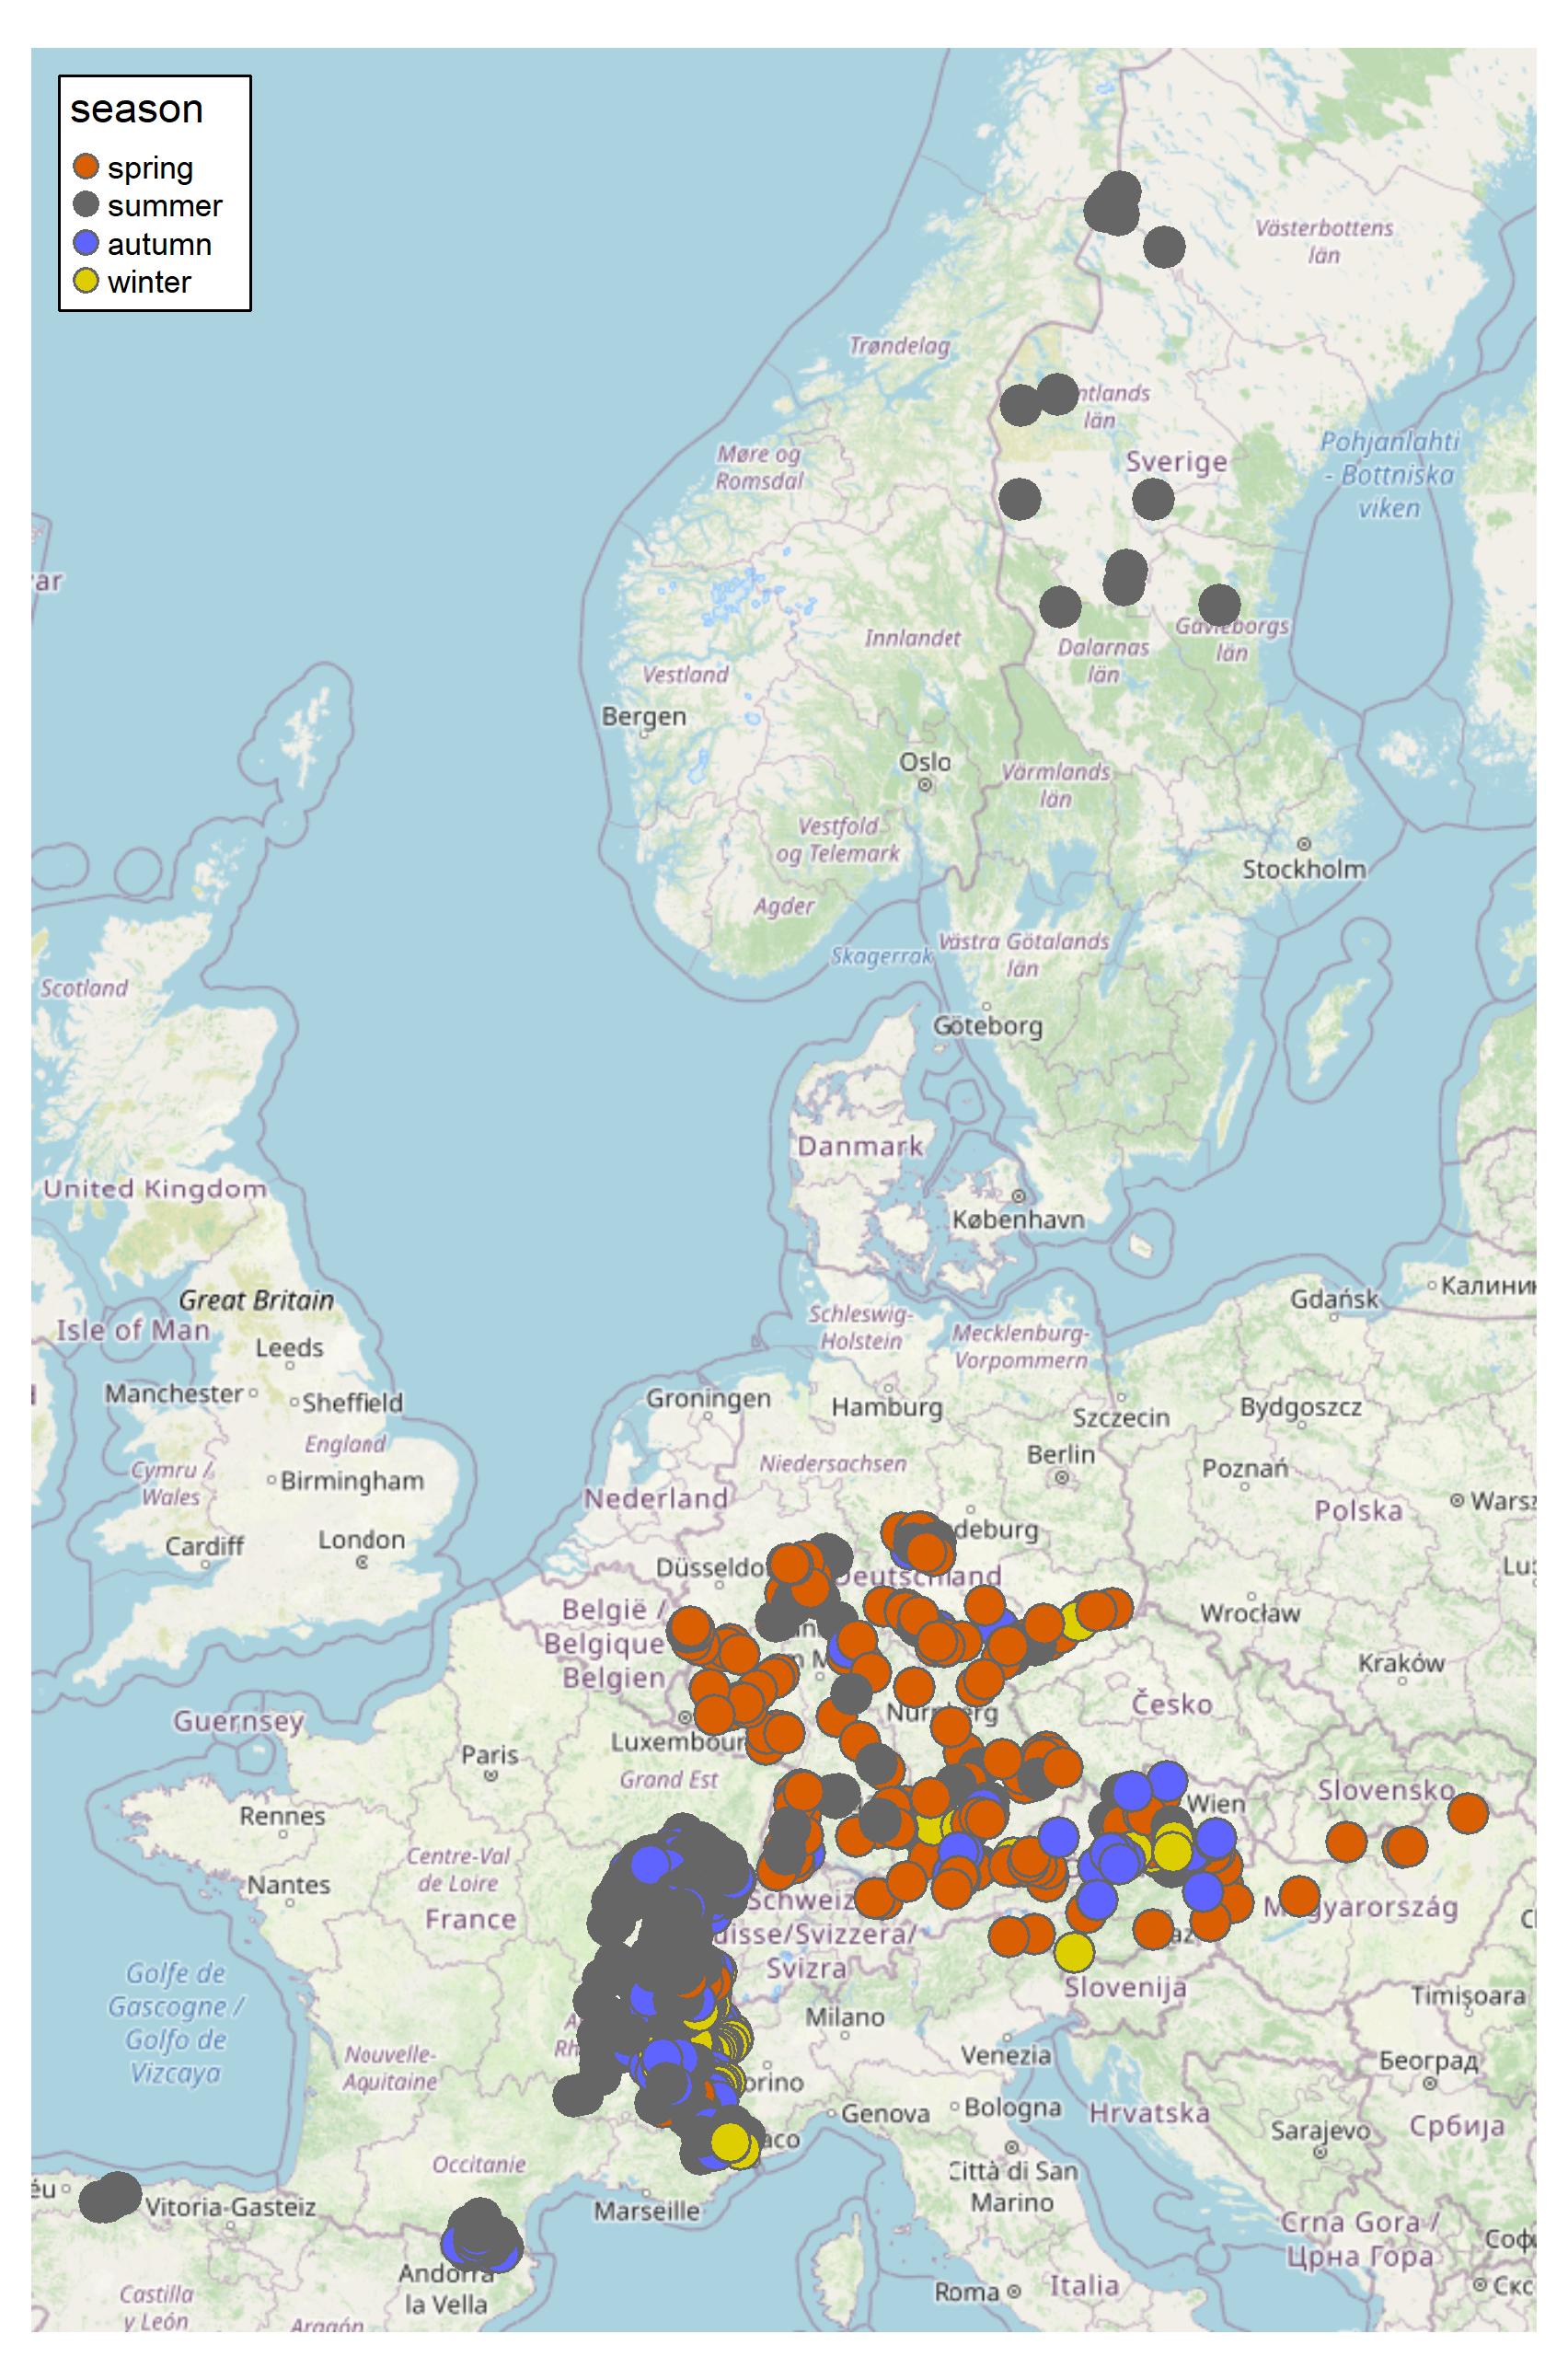 season
spring
summer
autumn
winter
Västerbottens
län
Trøndelag
ntlands
län
Sverige
Pohjanlahti
- Bottniska
viken
Møre og
Romsdal
ar
Innlandet
Dalarnas
län
Gävleborgs
län
Vestland
Bergen
Oslo
Värmlands
län
Vestfold
og Telemark
Stockholm
Agder
Skagerrak
Västra Götalands
län
Scotland
Göteborg
Danmark
United Kingdom
København
Great Britain
Isle of Man
Leeds
Schleswig-
Holstein
Mecklenburg-
Vorpommern
Gdańsk
Калинин
Manchester
Sheffield
Groningen
Hamburg
Szczecin
Bydgoszcz
England
Cymru /
Wales
Birmingham
Niedersachsen
Berlin
Poznań
Nederland
Polska
Warsz
Cardiff
London
deburg
Düsseldo
Deutschland
Lu
België /
Belgique
Belgien
Wrocław
n M
Kraków
Guernsey
Česko
Nürnberg
Luxembour
Paris
Grand Est
Rennes
Slovensko
Wien
Centre-Val
de Loire
Nantes
Schweiz
uisse/Svizzera/
Svizra
France
Magyarország
az
Golfe de
Gascogne /
Golfo de
Vizcaya
Slovenija
Timișoara
Milano
Rh
Nouvelle-
Aquitaine
Venezia
Београд
orino
Genova
Bologna
Hrvatska
Србија
aco
Sarajevo
Occitanie
Città di San
Marino
éu
Vitoria-Gasteiz
Marseille
Crna Gora /
Црна Гора
Соф
Andorra
la Vella
Castilla
y León
Aragón
Roma
Italia
Скс